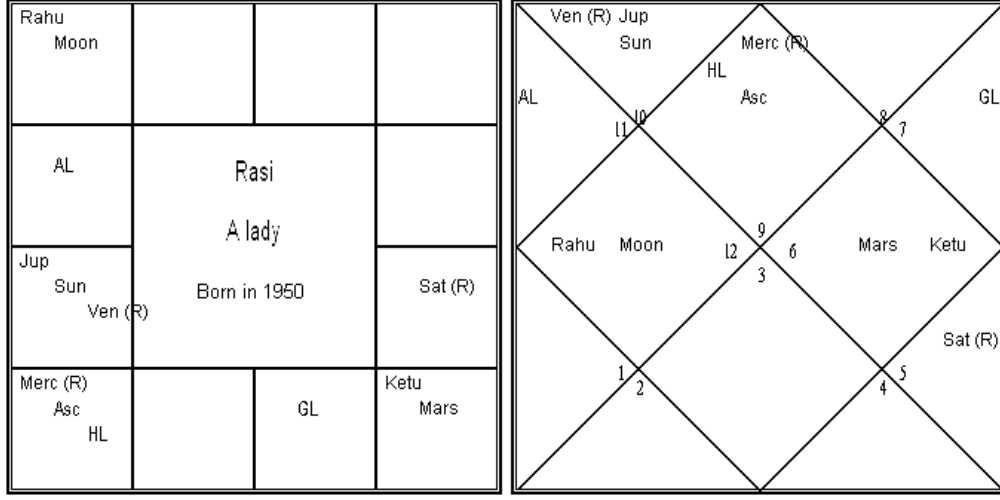 Rahu
Moon
AL
Rasi
A lady
Born in 1950
Jup
Sun
Ven (R)
Sat (R)
Merc (R)
Asc
HL
GL
Ketu
Mars
Ven (R) Jup
Sun
Merc (R)
HL
Asc
AL
GL
10
11
8
7
9
Rahu Moon
12
6
Mars Ketu
3
Sat (R)
1
2
5
4